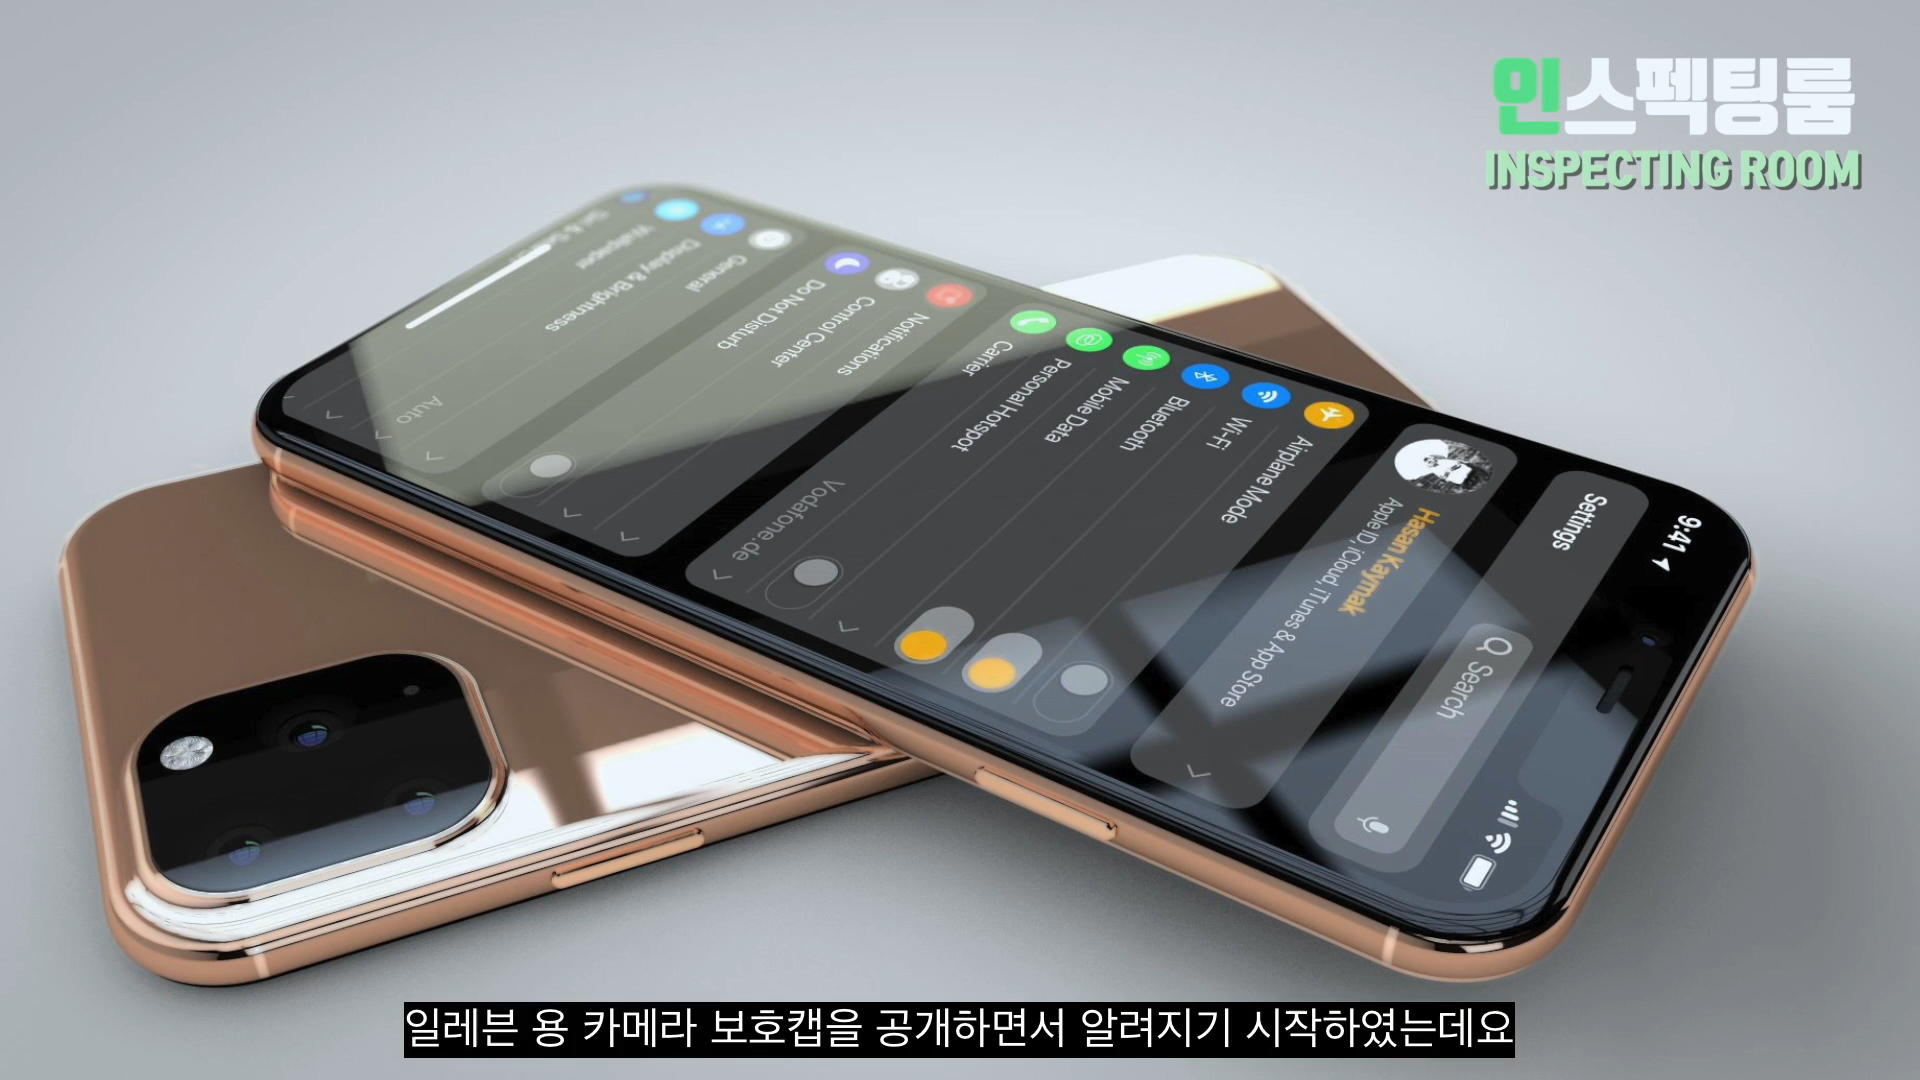 인스펙팅룸
INSPECTING ROOM
9:41
Settings
Search
Hasan Kaymak
Apple ID, iCloud, iTunes & App Store
Airplane Mode
Wi-Fi
Bluetooth
Mobile Data
Personal Hotspot
Carrier
Vodafone.de
Notifications
Control Center
Do Not Disturb
General
Display & Brightness
Auto
Wallpaper
일레븐 용 카메라 보호캡을 공개하면서 알려지기 시작하였는데요